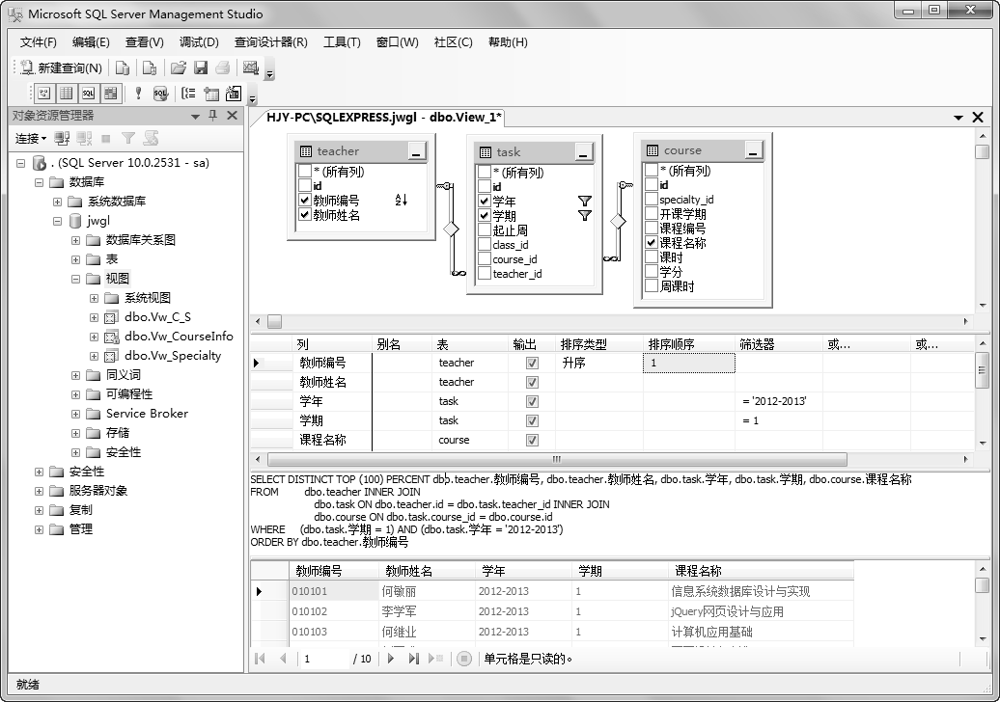 Microsoft SQL Server Management Studio
文件(F) 编辑(E) 查看(V) 调试(D) 查询设计器(R) 工具(T) 窗口(W) 社区(C) 帮助(H)
新建查询(N)
对象资源管理器
连接
. (SQL Server 10.0.2531 - sa)
数据库
系统数据库
jwgl
数据库关系图
表
视图
系统视图
dbo.Vw_C_S
dbo.Vw_CourseInfo
dbo.Vw_Specialty
同义词
可编程性
Service Broker
存储
安全性
安全性
服务器对象
复制
管理
HJY-PC\SQLEXPRESS.jwgl - dbo.View_1*
teacher
* (所有列)
id
教师编号
教师姓名
task
* (所有列)
id
学年
学期
起止周
class_id
course_id
teacher_id
course
* (所有列)
id
specialty_id
开课学期
课程编号
课程名称
课时
学分
周课时
列 别名 表 输出 排序类型 排序顺序 筛选器 或... 或...
教师编号 teacher 升序 1
教师姓名 teacher
学年 task = '2012-2013'
学期 task = 1
课程名称 course
SELECT DISTINCT TOP (100) PERCENT dbo.teacher.教师编号, dbo.teacher.教师姓名, dbo.task.学年, dbo.task.学期, dbo.course.课程名称
FROM dbo.teacher INNER JOIN
dbo.task ON dbo.teacher.id = dbo.task.teacher_id INNER JOIN
dbo.course ON dbo.task.course_id = dbo.course.id
WHERE (dbo.task.学期 = 1) AND (dbo.task.学年 = '2012-2013')
ORDER BY dbo.teacher.教师编号
教师编号 教师姓名 学年 学期 课程名称
010101 何敏丽 2012-2013 1 信息系统数据库设计与实现
010102 李学军 2012-2013 1 jQuery网页设计与应用
010103 何继业 2012-2013 1 计算机应用基础
1 / 10 单元格是只读的。
就绪